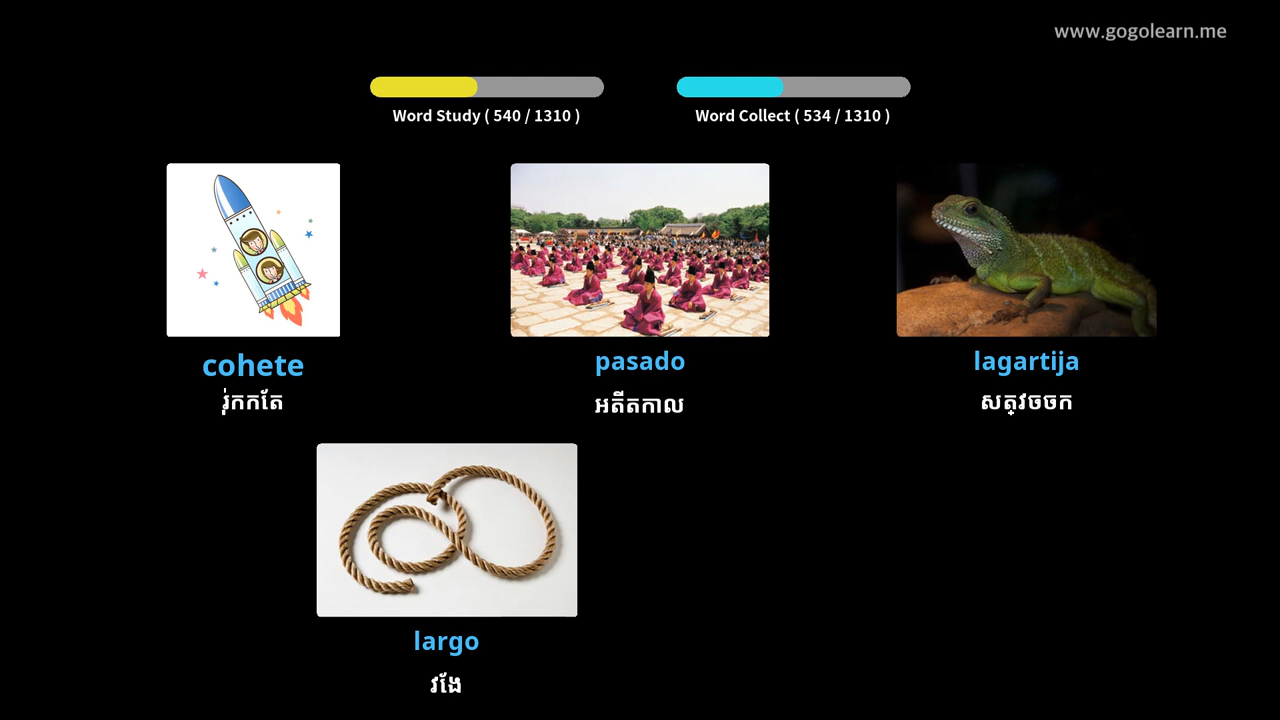 www.gogolearn.me
Word Study ( 540 / 1310 )
Word Collect ( 534 / 1310 )
cohete
រ៉ុកកតែ
pasado
អតីតកាល
lagartija
សត្វចចក
largo
វែង